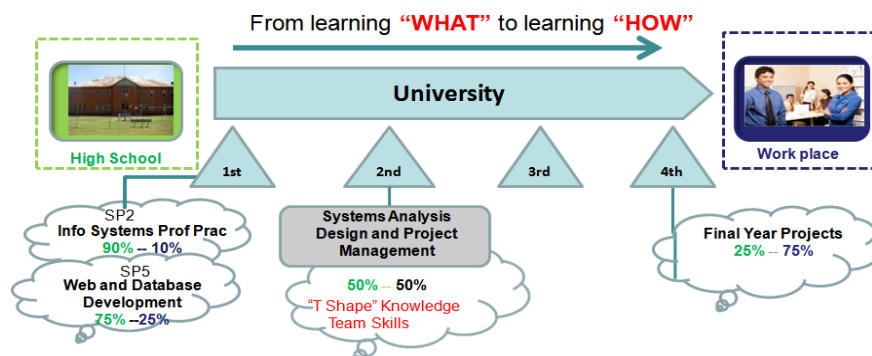 From learning “WHAT” to learning “HOW”
University
High School
Work place
1st
2nd
3rd
4th
SP2
Info Systems Prof Prac
90% -- 10%
SP5
Web and Database
Development
75% --25%
Systems Analysis
Design and Project
Management
50% -- 50%
“T Shape” Knowledge
Team Skills
Final Year Projects
25% -- 75%